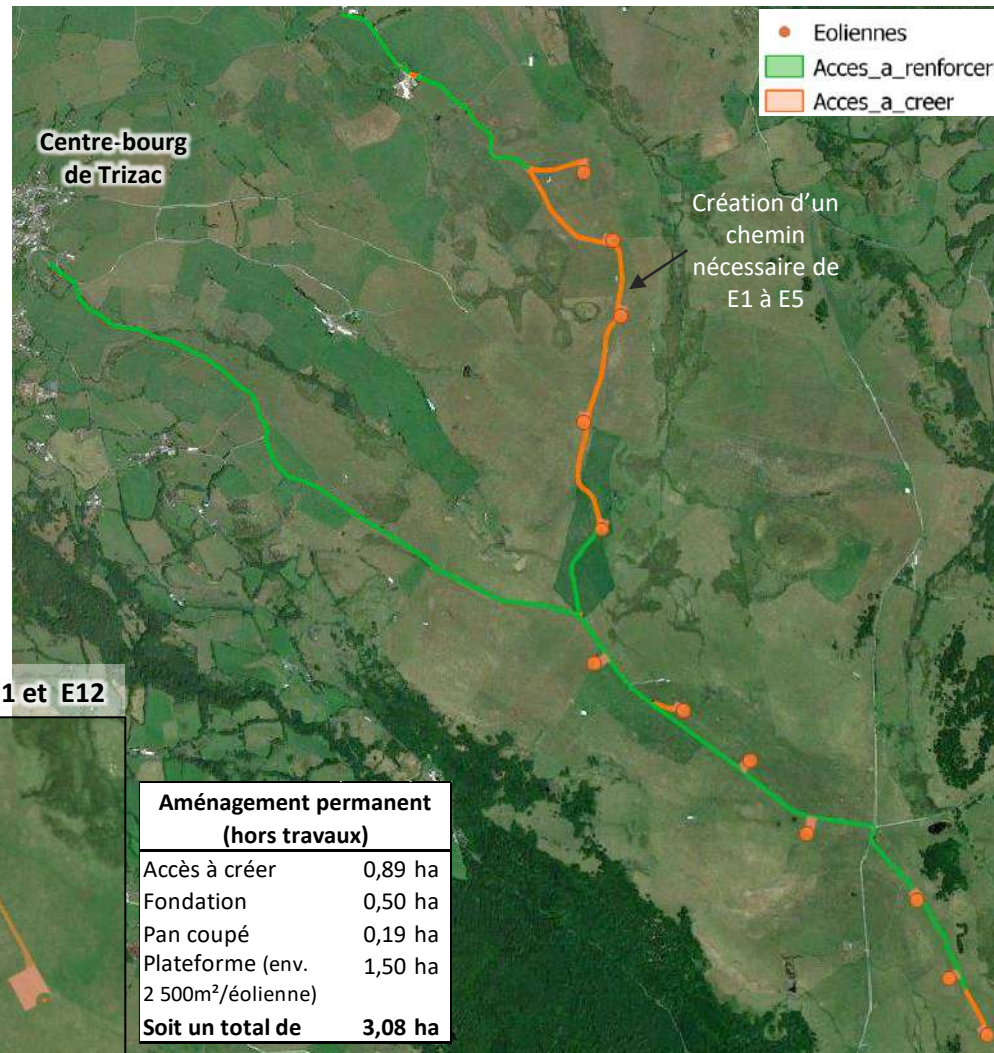 Eoliennes
Acces_a_renforcer
Acces_a_creer
Centre-bourg
de Trizac
Création d'un
chemin
nécessaire de
E1 à E5
1 et E12
Aménagement permanent
(hors travaux)
Accès à créer 0,89 ha
Fondation 0,50 ha
Pan coupé 0,19 ha
Plateforme (env. 1,50 ha
2 500m²/éolienne)
Soit un total de 3,08 ha